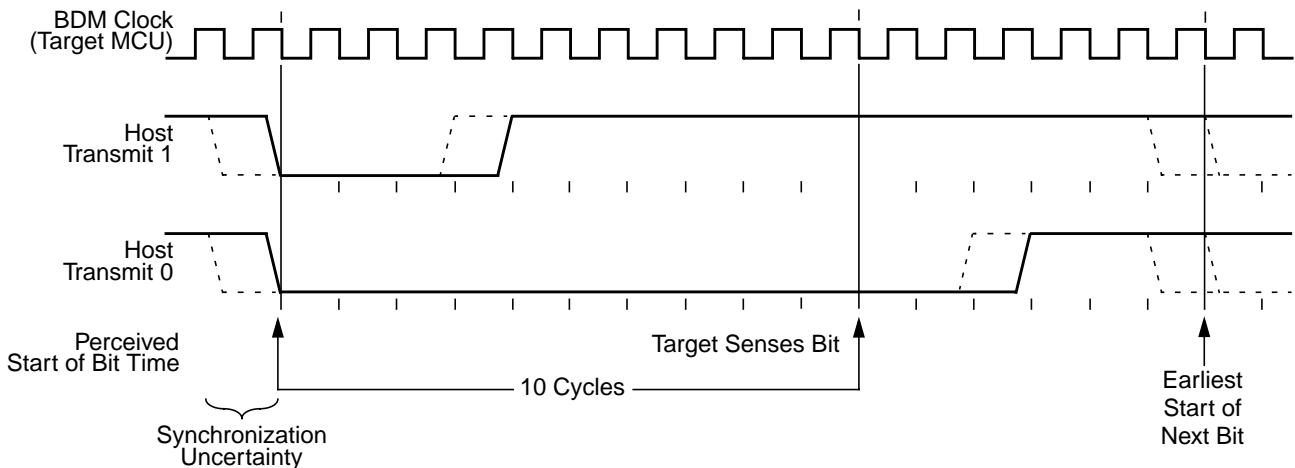 BDM Clock
(Target MCU)
Host
Transmit 1
Host
Transmit 0
Perceived
Start of Bit Time
Target Senses Bit
10 Cycles
Earliest
Start of
Next Bit
Synchronization
Uncertainty